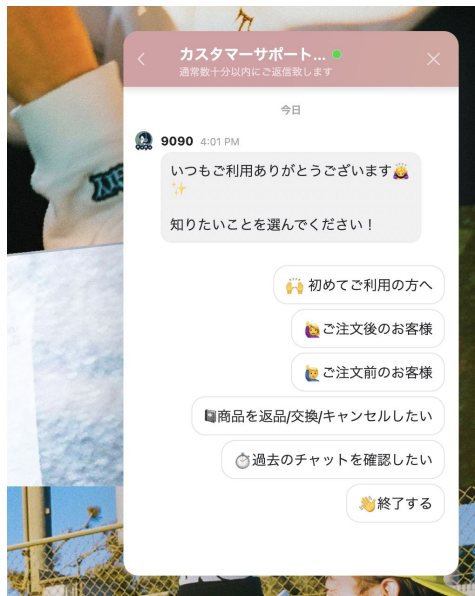 カスタマーサポート...
通常数十分以内にご返信致します
今日
9090 4:01 PM
いつもご利用ありがとうございます🙇‍♀️
✨
知りたいことを選んでください！
🙌 初めてご利用の方へ
🙋‍♀️ご注文後のお客様
🙋‍♂️ご注文前のお客様
📓商品を返品/交換/キャンセルしたい
⏱過去のチャットを確認したい
👋終了する